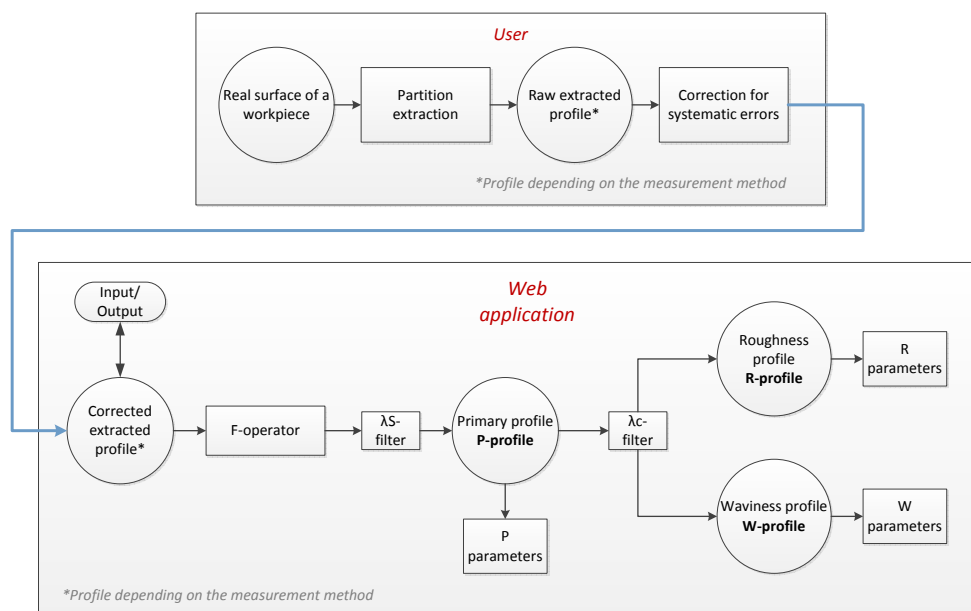 User
Real surface of a
workpiece
Partition
extraction
Raw extracted
profile*
Correction for
systematic errors
*Profile depending on the measurement method
Web
application
Input/
Output
Corrected
extracted
profile*
F-operator
λS-
filter
Primary profile
P-profile
P
parameters
λc-
filter
Roughness
profile
R-profile
R
parameters
Waviness profile
W-profile
W
parameters
*Profile depending on the measurement method